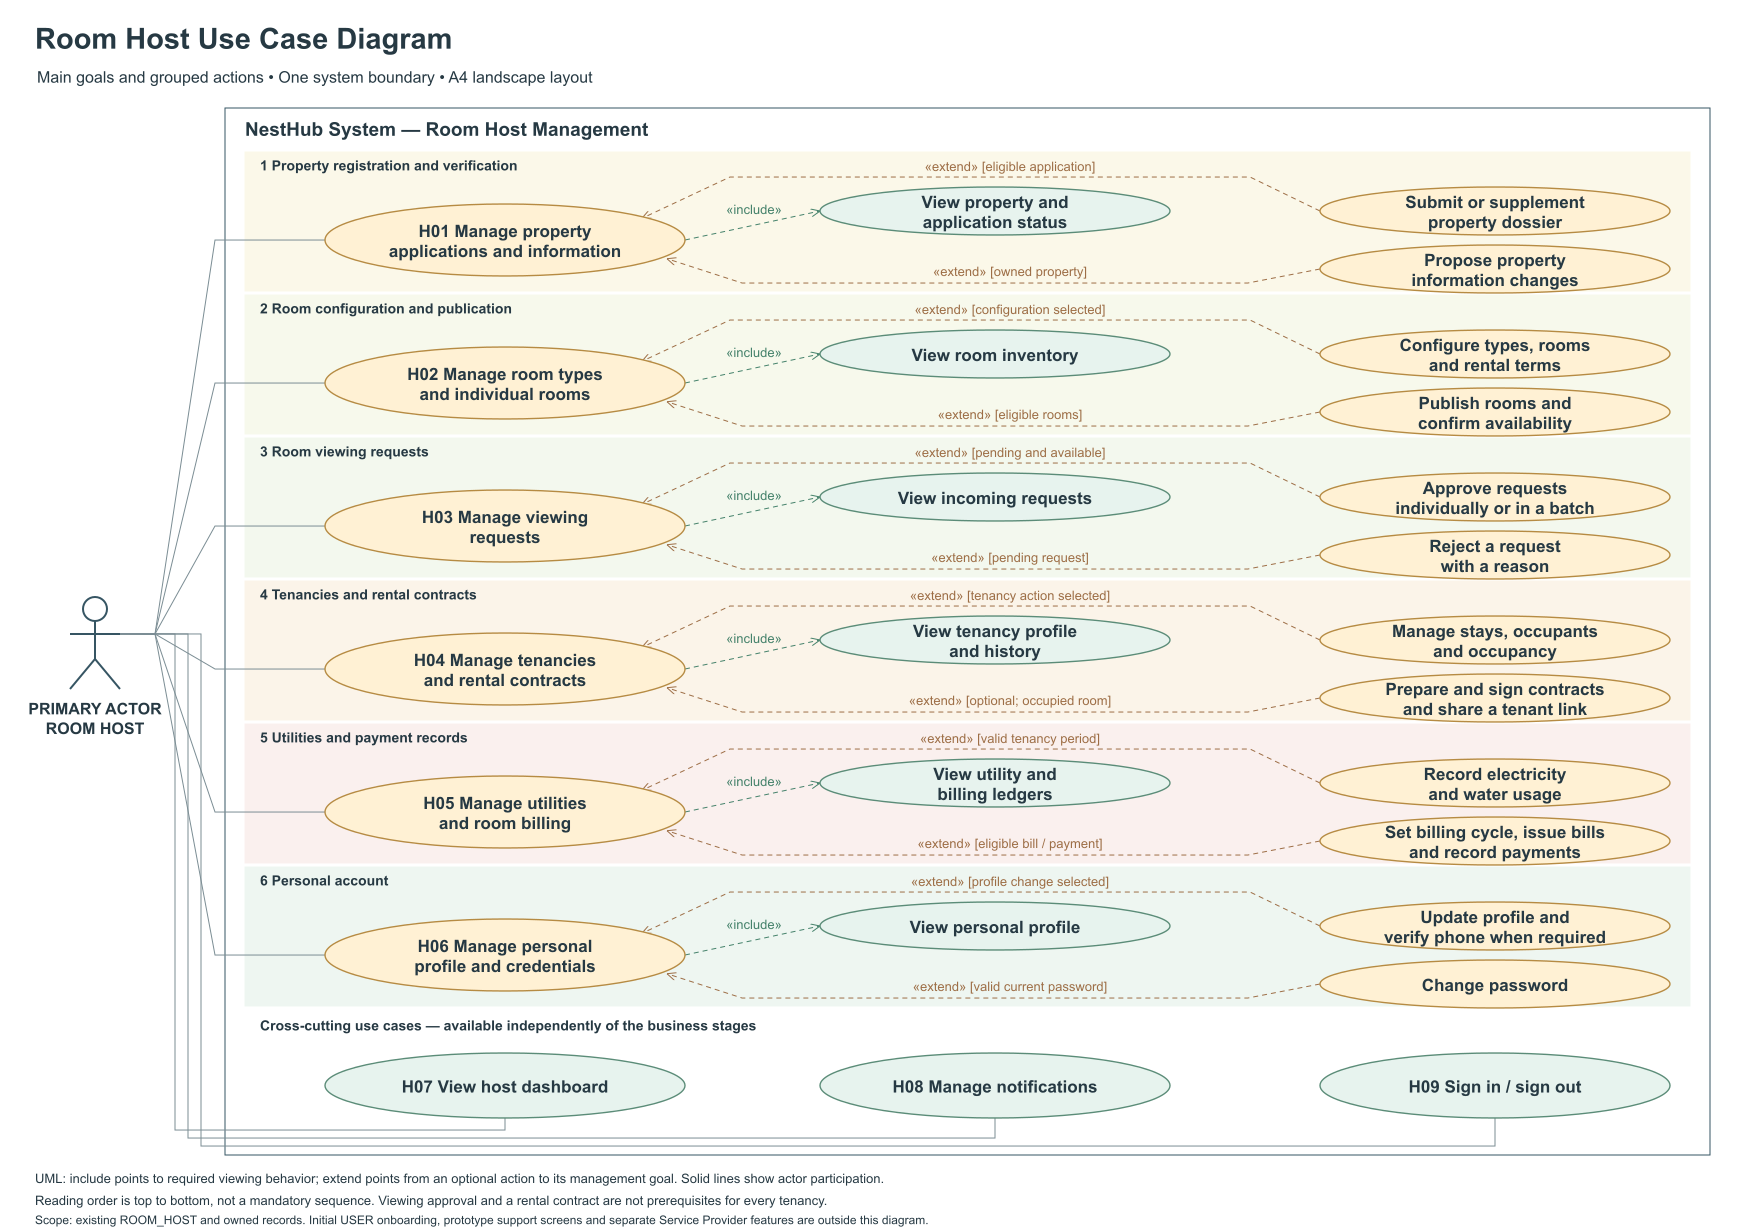 Room Host Use Case Diagram
Main goals and grouped actions • One system boundary • A4 landscape layout
NestHub System — Room Host Management
1 Property registration and verification
«extend» [eligible application]
H01 Manage property
applications and information
«include»
View property and
application status
Submit or supplement
property dossier
«extend» [owned property]
Propose property
information changes
2 Room configuration and publication
«extend» [configuration selected]
H02 Manage room types
and individual rooms
«include»
View room inventory
Configure types, rooms
and rental terms
«extend» [eligible rooms]
Publish rooms and
confirm availability
3 Room viewing requests
«extend» [pending and available]
H03 Manage viewing
requests
«include»
View incoming requests
Approve requests
individually or in a batch
«extend» [pending request]
Reject a request
with a reason
PRIMARY ACTOR
ROOM HOST
4 Tenancies and rental contracts
«extend» [tenancy action selected]
H04 Manage tenancies
and rental contracts
«include»
View tenancy profile
and history
Manage stays, occupants
and occupancy
«extend» [optional; occupied room]
Prepare and sign contracts
and share a tenant link
5 Utilities and payment records
«extend» [valid tenancy period]
H05 Manage utilities
and room billing
«include»
View utility and
billing ledgers
Record electricity
and water usage
«extend» [eligible bill / payment]
Set billing cycle, issue bills
and record payments
6 Personal account
«extend» [profile change selected]
H06 Manage personal
profile and credentials
«include»
View personal profile
Update profile and
verify phone when required
«extend» [valid current password]
Change password
Cross-cutting use cases — available independently of the business stages
H07 View host dashboard
H08 Manage notifications
H09 Sign in / sign out
UML: include points to required viewing behavior; extend points from an optional action to its management goal. Solid lines show actor participation.
Reading order is top to bottom, not a mandatory sequence. Viewing approval and a rental contract are not prerequisites for every tenancy.
Scope: existing ROOM_HOST and owned records. Initial USER onboarding, prototype support screens and separate Service Provider features are outside this diagram.